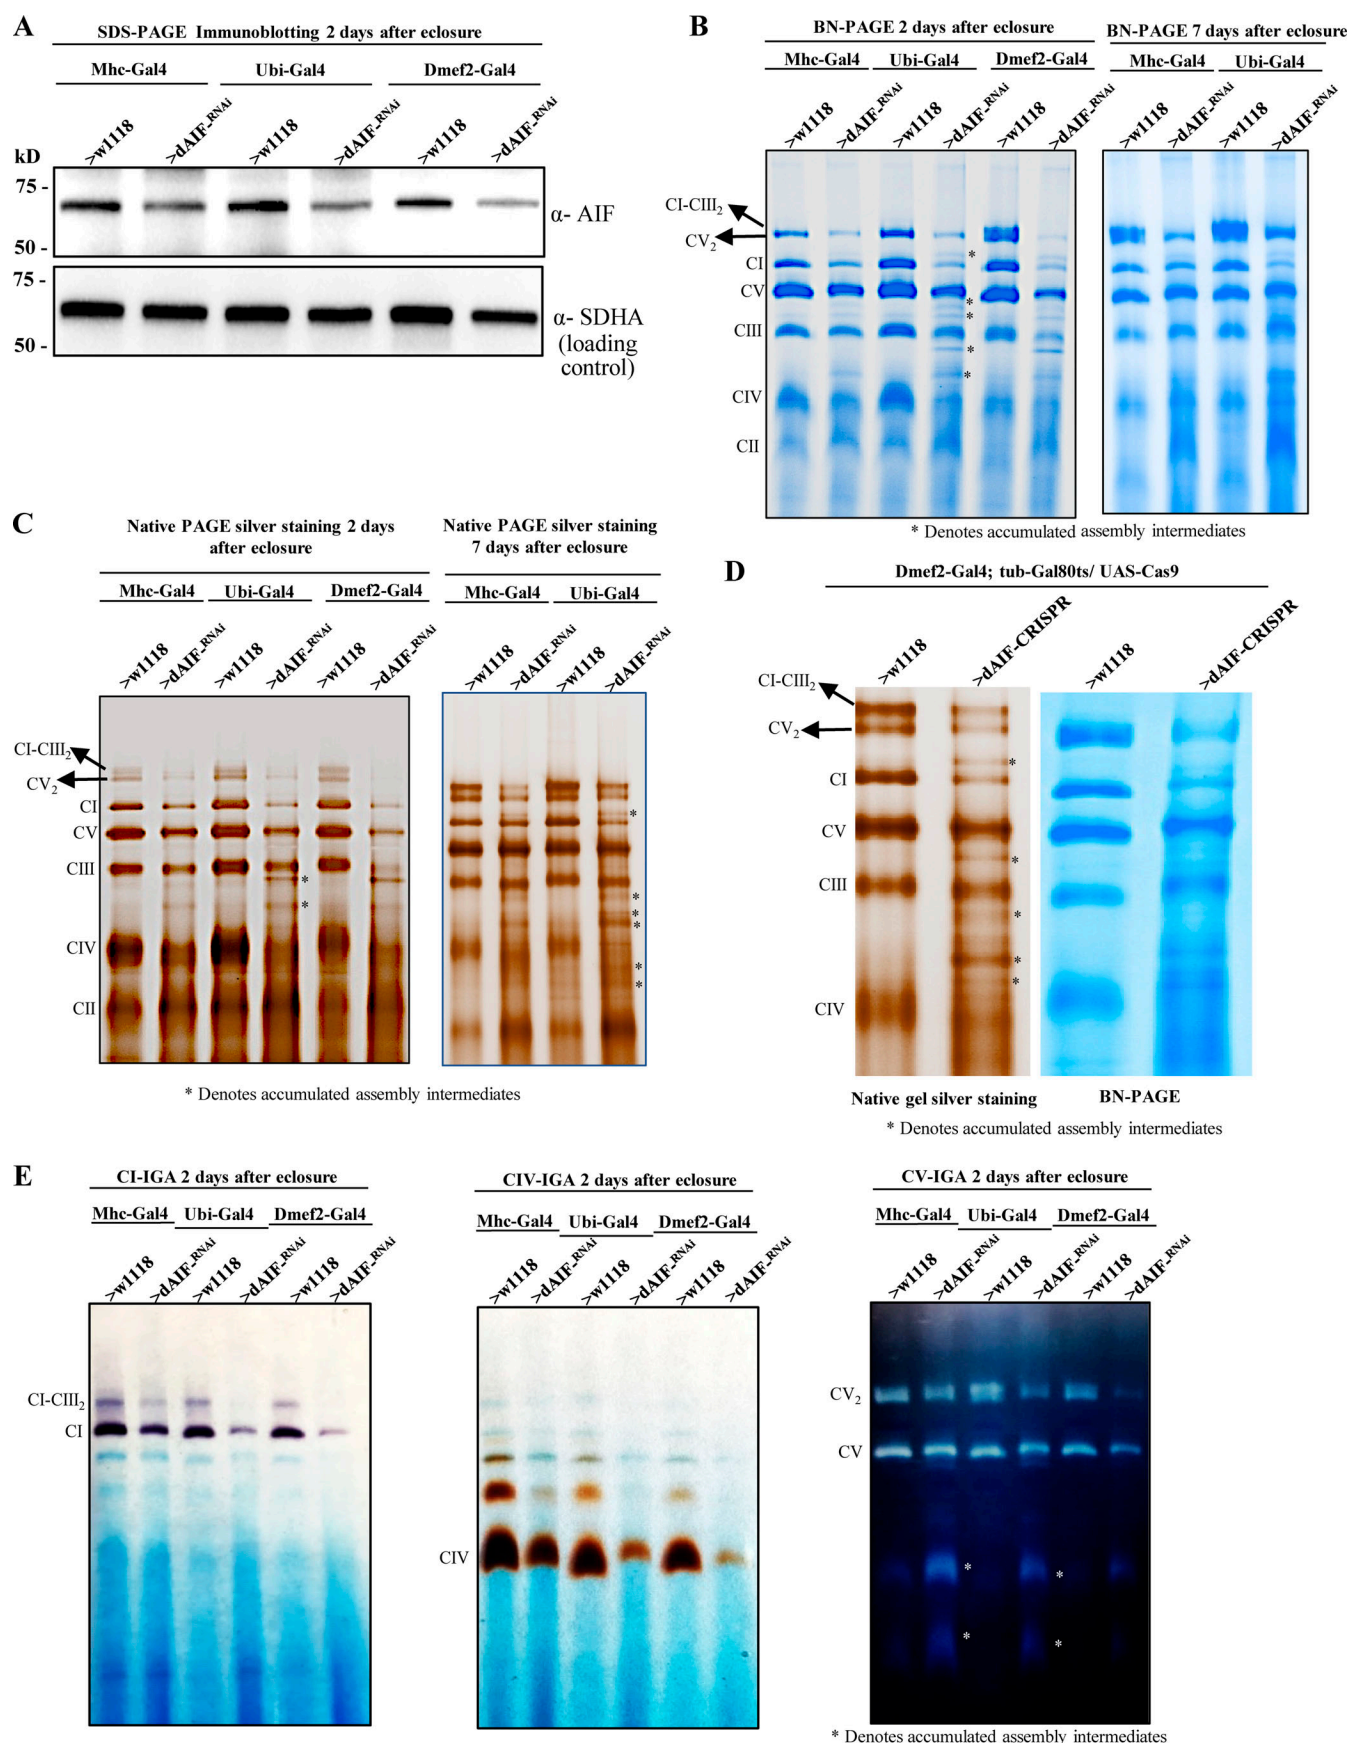 A
SDS-PAGE Immunoblotting 2 days after eclosure
Mhc-Gal4 Ubi-Gal4 Dmef2-Gal4
>w1118 >dAIF-RNAi >w1118 >dAIF-RNAi >w1118 >dAIF-RNAi
kD
75 -
α- AIF
50 -
75 -
α- SDHA
(loading
control)
50 -
B
BN-PAGE 2 days after eclosure BN-PAGE 7 days after eclosure
Mhc-Gal4 Ubi-Gal4 Dmef2-Gal4 Mhc-Gal4 Ubi-Gal4
>w1118 >dAIF-RNAi >w1118 >dAIF-RNAi >w1118 >dAIF-RNAi >w1118 >dAIF-RNAi >w1118 >dAIF-RNAi
CI-CIII2
CV2
*
CI
CV
*
*
CIII
*
*
CIV
CII
* Denotes accumulated assembly intermediates
C
Native PAGE silver staining 2 days
after eclosure
Native PAGE silver staining
7 days after eclosure
Mhc-Gal4 Ubi-Gal4 Dmef2-Gal4 Mhc-Gal4 Ubi-Gal4
>w1118 >dAIF-RNAi >w1118 >dAIF-RNAi >w1118 >dAIF-RNAi >w1118 >dAIF-RNAi >w1118 >dAIF-RNAi
CI-CIII2
CV2
CI
*
CV
CIII
*
*
*
*
*
CIV
*
*
CII
* Denotes accumulated assembly intermediates
D
Dmef2-Gal4; tub-Gal80ts/ UAS-Cas9
>w1118 >dAIF-CRISPR >w1118 >dAIF-CRISPR
CI-CIII2
CV2
*
CI
CV
*
CIII
*
*
*
CIV
Native gel silver staining BN-PAGE
* Denotes accumulated assembly intermediates
E
CI-IGA 2 days after eclosure
Mhc-Gal4 Ubi-Gal4 Dmef2-Gal4
>w1118 >dAIF-RNAi >w1118 >dAIF-RNAi >w1118 >dAIF-RNAi
CI-CIII2
CI
CIV-IGA 2 days after eclosure
Mhc-Gal4 Ubi-Gal4 Dmef2-Gal4
>w1118 >dAIF-RNAi >w1118 >dAIF-RNAi >w1118 >dAIF-RNAi
CIV
CV-IGA 2 days after eclosure
Mhc-Gal4 Ubi-Gal4 Dmef2-Gal4
>w1118 >dAIF-RNAi >w1118 >dAIF-RNAi >w1118 >dAIF-RNAi
CV2
CV
* *
* *
* Denotes accumulated assembly intermediates